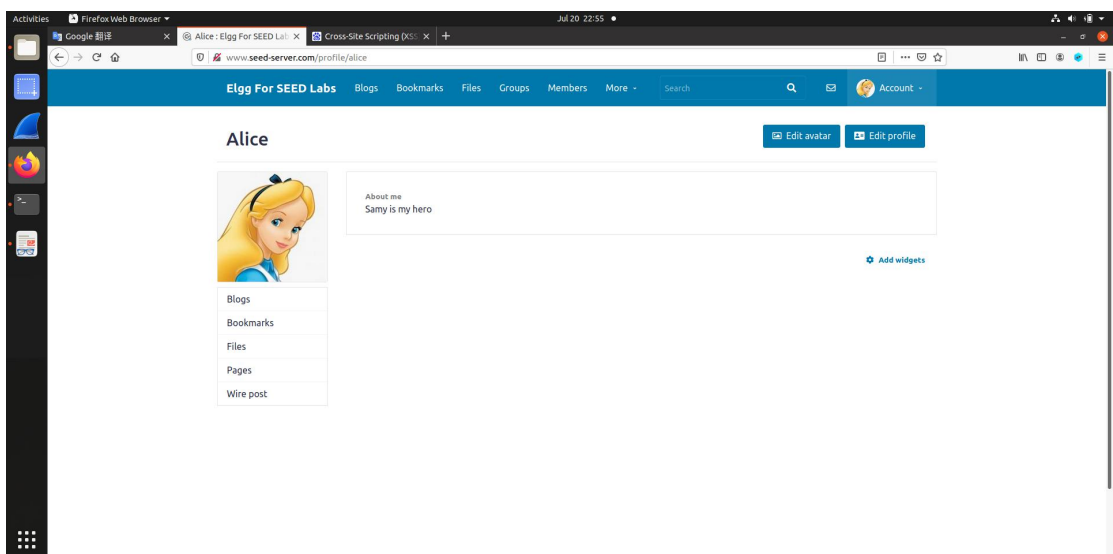 Activities Firefox Web Browser Jul 20 22:55
Google 翻译 Alice : Elgg For SEED Lab Cross-Site Scripting (XSS
www.seed-server.com/profile/alice
Elgg For SEED Labs Blogs Bookmarks Files Groups Members More Search Account
Alice Edit avatar Edit profile
About me
Samy is my hero
Add widgets
Blogs
Bookmarks
Files
Pages
Wire post